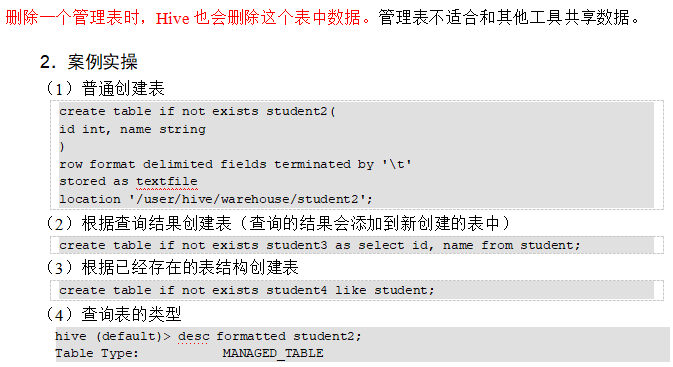 删除一个管理表时，Hive 也会删除这个表中数据。管理表不适合和其他工具共享数据。
2．案例实操
（1）普通创建表
create table if not exists student2(
id int, name string
)
row format delimited fields terminated by '\t'
stored as textfile
location '/user/hive/warehouse/student2';
（2）根据查询结果创建表（查询的结果会添加到新创建的表中）
create table if not exists student3 as select id, name from student;
（3）根据已经存在的表结构创建表
create table if not exists student4 like student;
（4）查询表的类型
hive (default)> desc formatted student2;
Table Type: MANAGED_TABLE